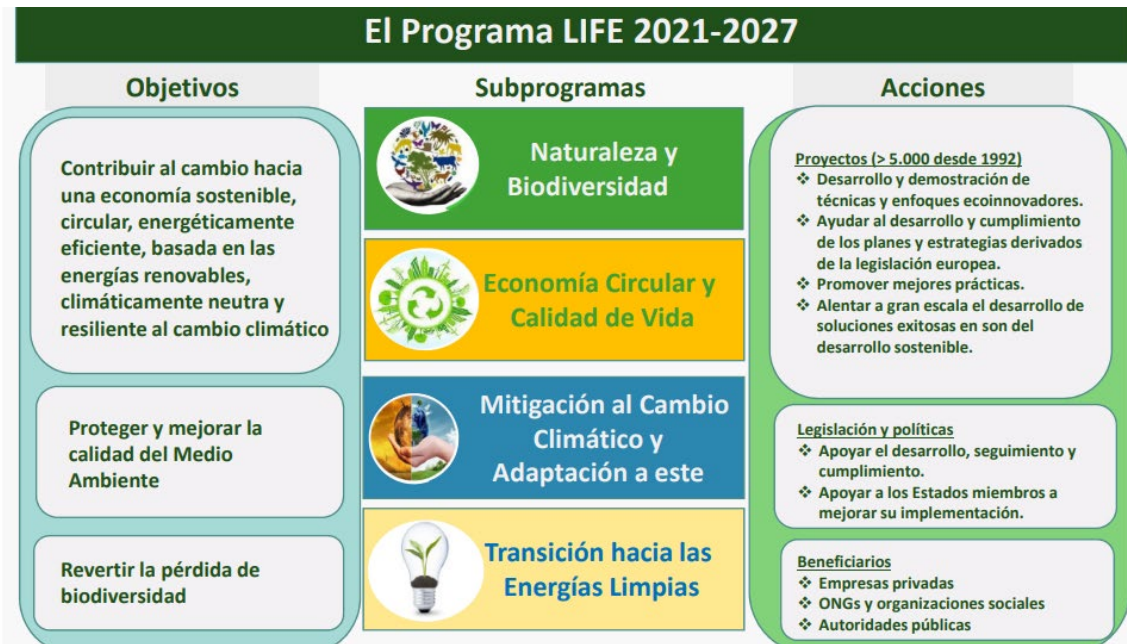 El Programa LIFE 2021-2027
Objetivos
Contribuir al cambio hacia
una economía sostenible,
circular, energéticamente
eficiente, basada en las
energías renovables,
climáticamente neutra y
resiliente al cambio climático
Proteger y mejorar la
calidad del Medio
Ambiente
Revertir la pérdida de
biodiversidad
Subprogramas
Naturaleza y
Biodiversidad
Economía Circular y
Calidad de Vida
Mitigación al Cambio
Climático y
Adaptación a este
Transición hacia las
Energías Limpias
Acciones
Proyectos (> 5.000 desde 1992)
❖ Desarrollo y demostración de
técnicas y enfoques ecoinnovadores.
❖ Ayudar al desarrollo y cumplimiento
de los planes y estrategias derivados
de la legislación europea.
❖ Promover mejores prácticas.
❖ Alentar a gran escala el desarrollo de
soluciones exitosas en son del
desarrollo sostenible.
Legislación y políticas
❖ Apoyar el desarrollo, seguimiento y
cumplimiento.
❖ Apoyar a los Estados miembros a
mejorar su implementación.
Beneficiarios
❖ Empresas privadas
❖ ONGs y organizaciones sociales
❖ Autoridades públicas